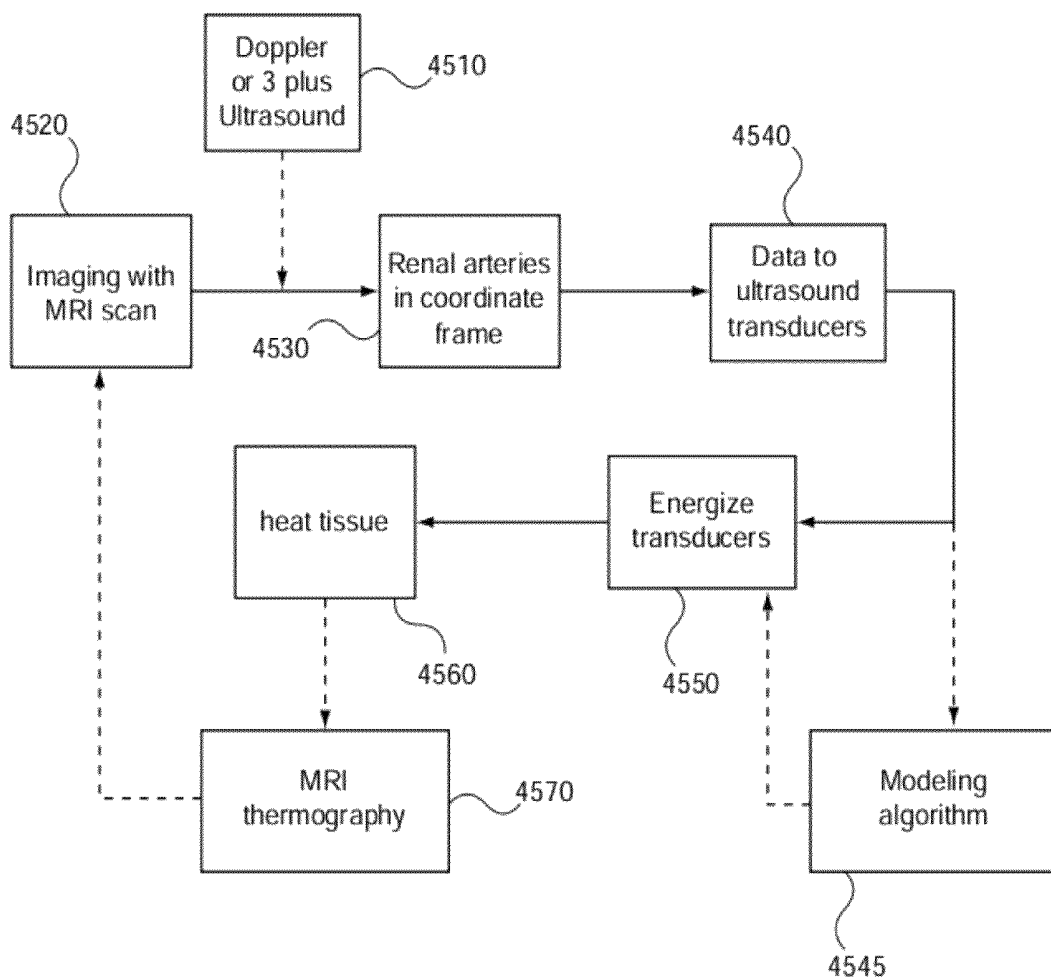 Doppler
or 3 plus
Ultrasound
4510
4520
Imaging with
MRI scan
Renal arteries
in coordinate
frame
4530
4540
Data to
ultrasound
transducers
heat tissue
4560
Energize
transducers
4550
MRI
thermography
4570
Modeling
algorithm
4545